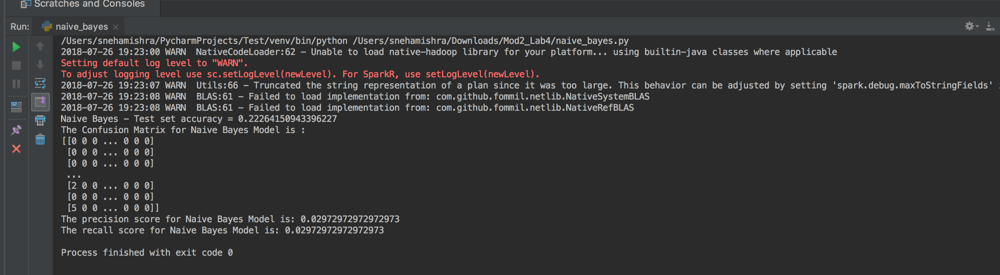 Scratches and Consoles
Run: naive_bayes
/Users/snehamishra/PycharmProjects/Test/venv/bin/python /Users/snehamishra/Downloads/Mod2_Lab4/naive_bayes.py
2018-07-26 19:23:00 WARN  NativeCodeLoader:62 - Unable to load native-hadoop library for your platform... using builtin-java classes where applicable
Setting default log level to "WARN".
To adjust logging level use sc.setLogLevel(newLevel). For SparkR, use setLogLevel(newLevel).
2018-07-26 19:23:07 WARN  Utils:66 - Truncated the string representation of a plan since it was too large. This behavior can be adjusted by setting 'spark.debug.maxToStringFields'
2018-07-26 19:23:08 WARN  BLAS:61 - Failed to load implementation from: com.github.fommil.netlib.NativeSystemBLAS
2018-07-26 19:23:08 WARN  BLAS:61 - Failed to load implementation from: com.github.fommil.netlib.NativeRefBLAS
Naive Bayes - Test set accuracy = 0.22264150943396227
The Confusion Matrix for Naive Bayes Model is :
[[0 0 0 ... 0 0 0]
 [0 0 0 ... 0 0 0]
 [0 0 0 ... 0 0 0]
 ...
 [2 0 0 ... 0 0 0]
 [0 0 0 ... 0 0 0]
 [5 0 0 ... 0 0 0]]
The precision score for Naive Bayes Model is: 0.02972972972972973
The recall score for Naive Bayes Model is: 0.02972972972972973
Process finished with exit code 0